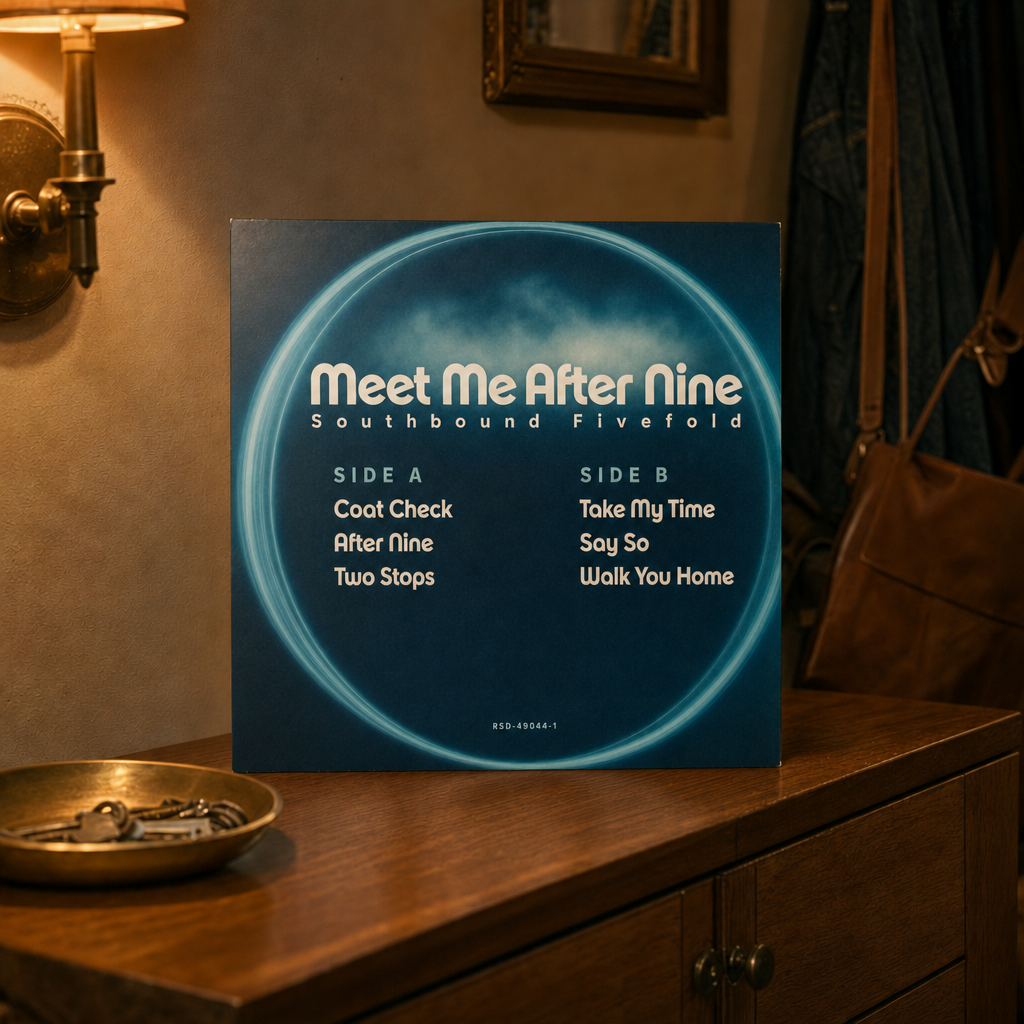 Meet Me After Nine
Southbound Fivefold
SIDE A
Coat Check
After Nine
Two Stops
SIDE B
Take My Time
Say So
Walk You Home
RSD-49044-1